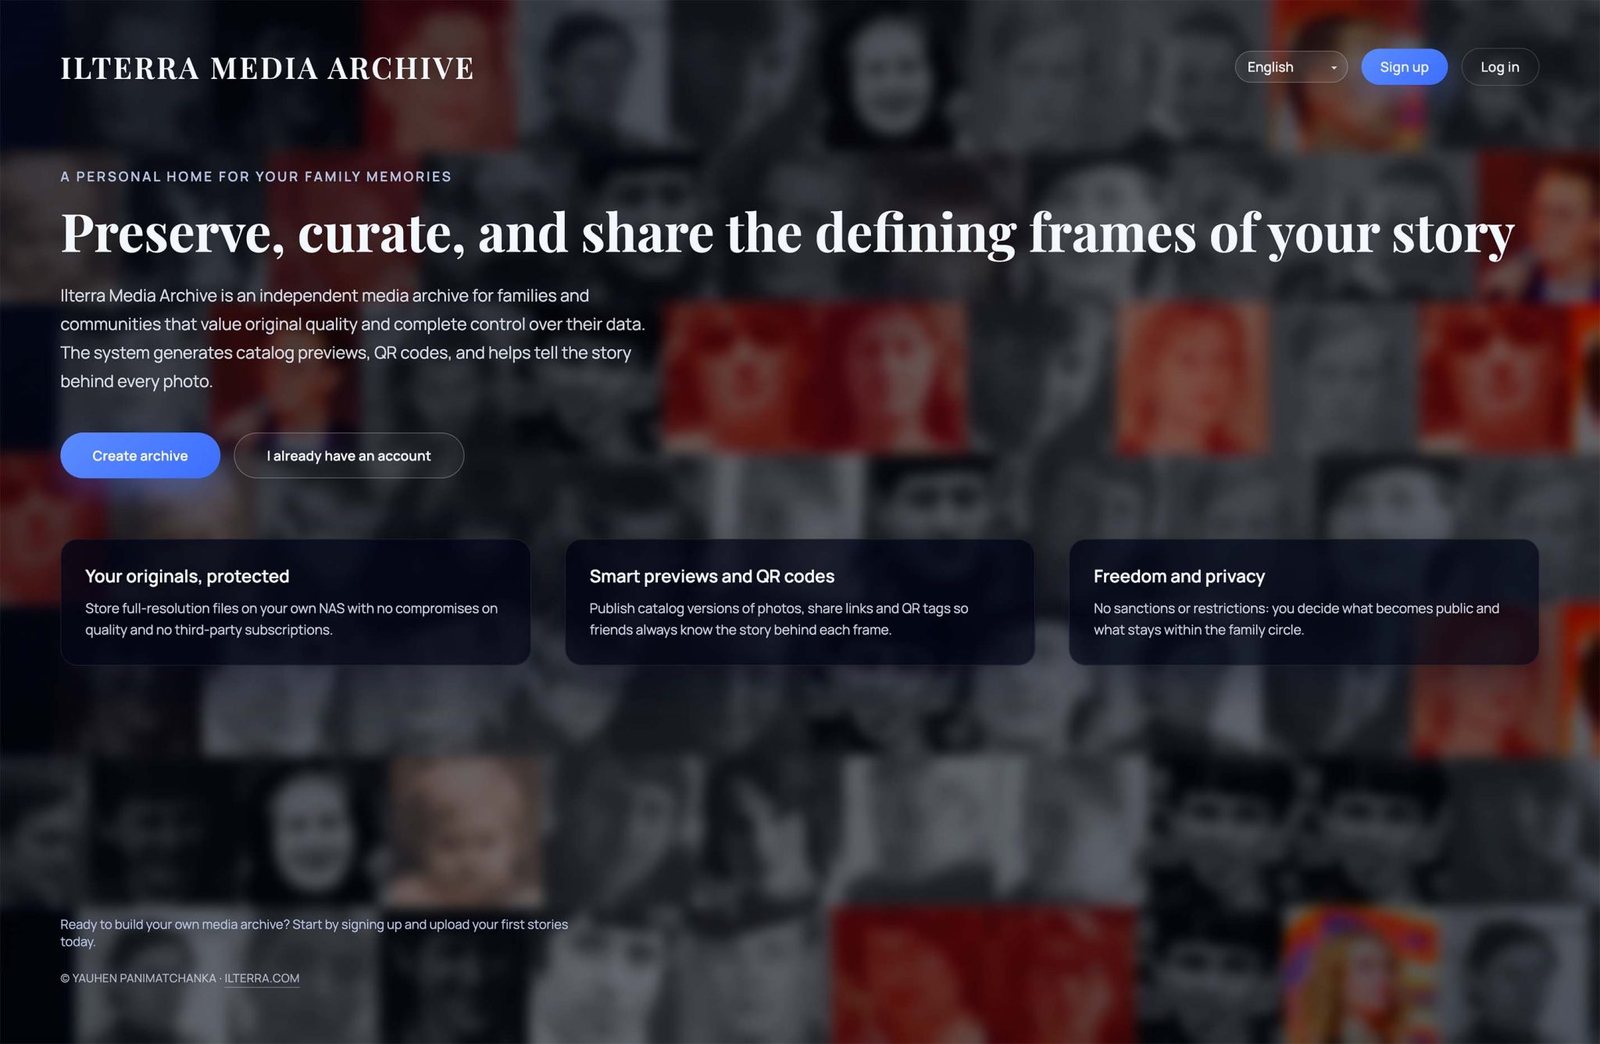 ILTERRA MEDIA ARCHIVE
English
Sign up
Log in
A PERSONAL HOME FOR YOUR FAMILY MEMORIES
Preserve, curate, and share the defining frames of your story
Ilterra Media Archive is an independent media archive for families and
communities that value original quality and complete control over their data.
The system generates catalog previews, QR codes, and helps tell the story
behind every photo.
Create archive
I already have an account
Your originals, protected
Store full-resolution files on your own NAS with no compromises on
quality and no third-party subscriptions.
Smart previews and QR codes
Publish catalog versions of photos, share links and QR tags so
friends always know the story behind each frame.
Freedom and privacy
No sanctions or restrictions: you decide what becomes public and
what stays within the family circle.
Ready to build your own media archive? Start by signing up and upload your first stories
today.
© YAUHEN PANIMATCHANKA · ILTERRA.COM